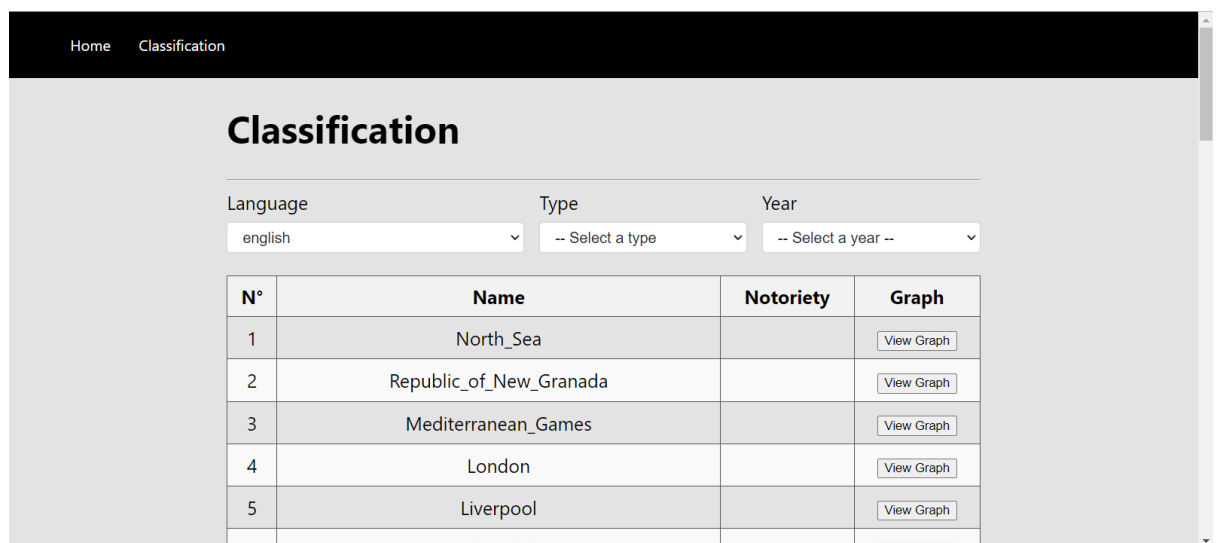 Home Classification
Classification
Language Type Year
english -- Select a type -- Select a year --
N° Name Notoriety Graph
1 North_Sea View Graph
2 Republic_of_New_Granada View Graph
3 Mediterranean_Games View Graph
4 London View Graph
5 Liverpool View Graph